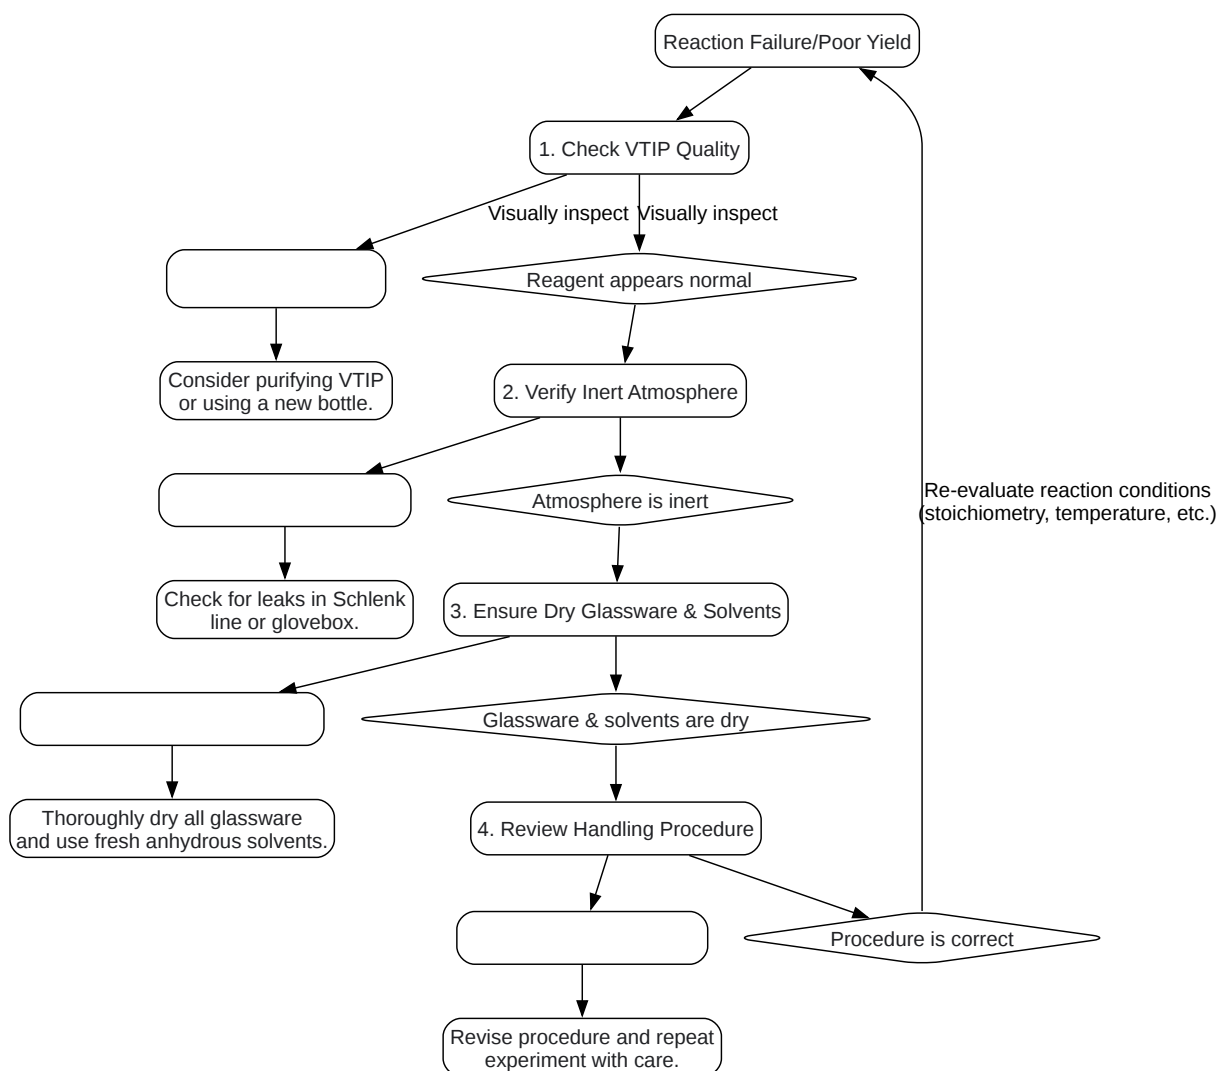 Reaction Failure/Poor Yield
1. Check VTIP Quality
Visually inspect
Visually inspect
Reagent appears normal
Consider purifying VTIP
or using a new bottle.
2. Verify Inert Atmosphere
Atmosphere is inert
Re-evaluate reaction conditions
(stoichiometry, temperature, etc.)
Check for leaks in Schlenk
line or glovebox.
3. Ensure Dry Glassware & Solvents
Glassware & solvents are dry
Thoroughly dry all glassware
and use fresh anhydrous solvents.
4. Review Handling Procedure
Procedure is correct
Revise procedure and repeat
experiment with care.